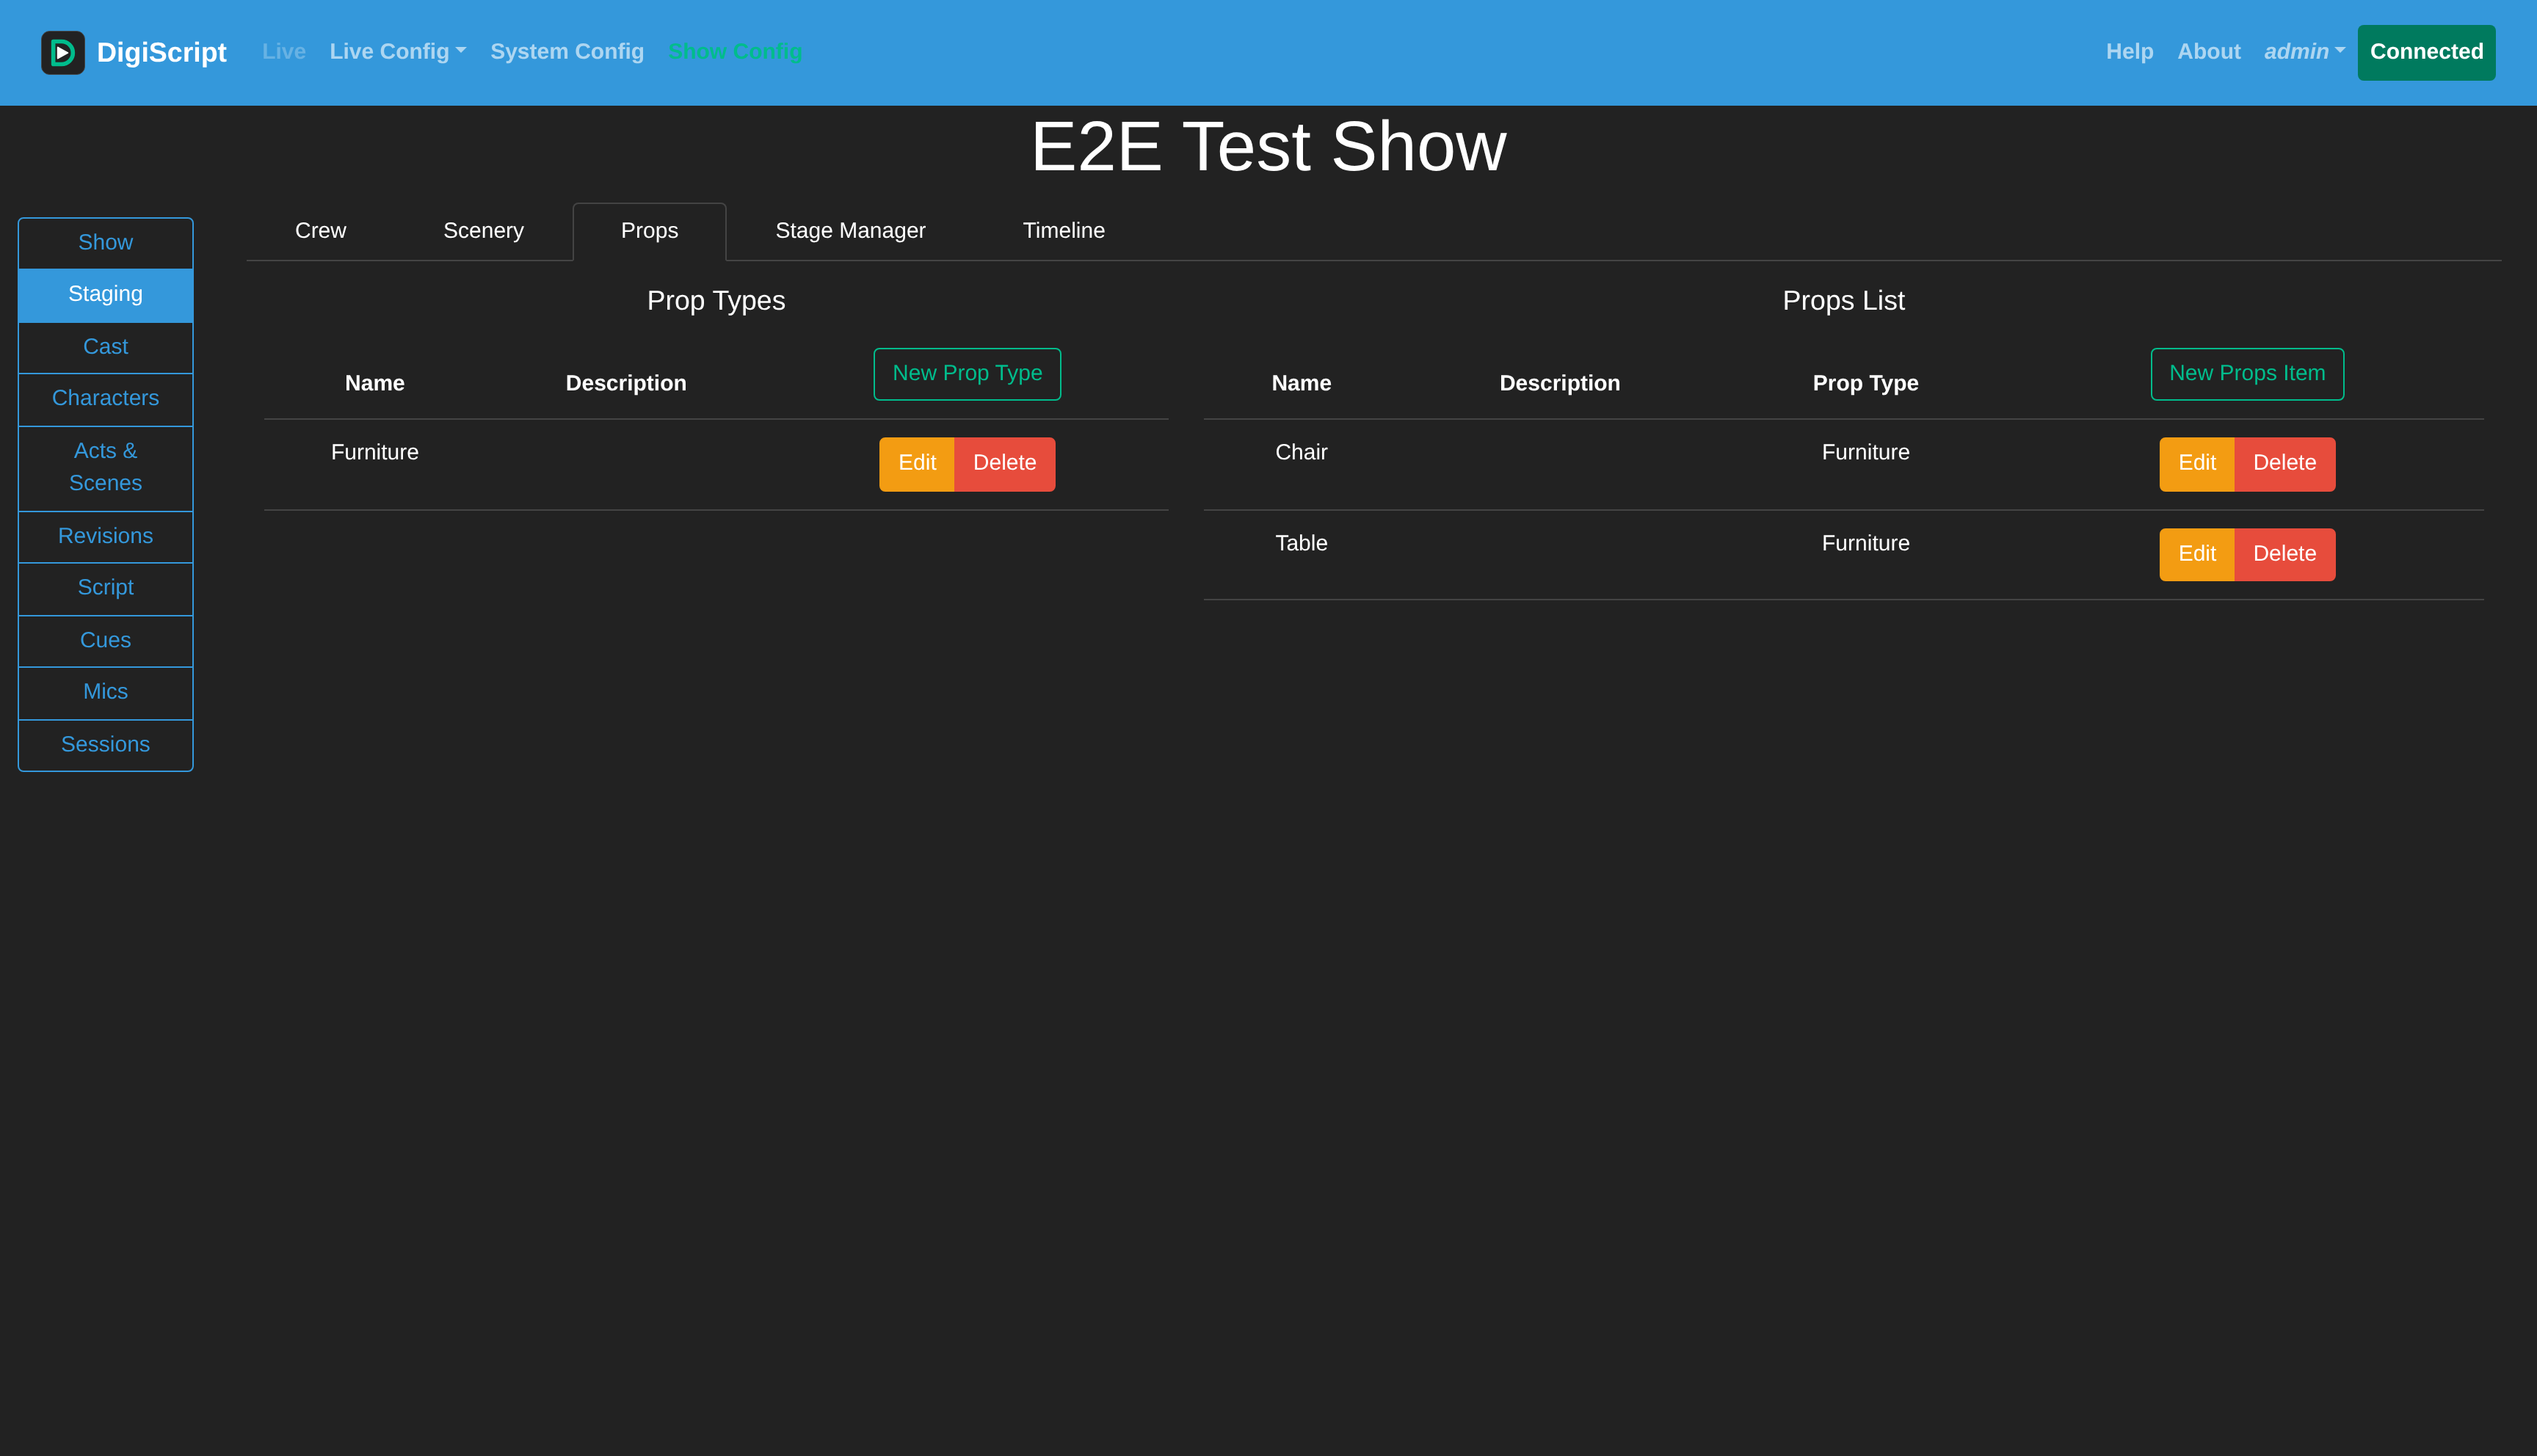 DigiScript Live Live Config System Config Show Config Help About admin Connected
E2E Test Show
Show
Staging
Cast
Characters
Acts &
Scenes
Revisions
Script
Cues
Mics
Sessions
Crew Scenery Props Stage Manager Timeline
Prop Types
Name Description New Prop Type
Furniture Edit Delete
Props List
Name Description Prop Type New Props Item
Chair Furniture Edit Delete
Table Furniture Edit Delete